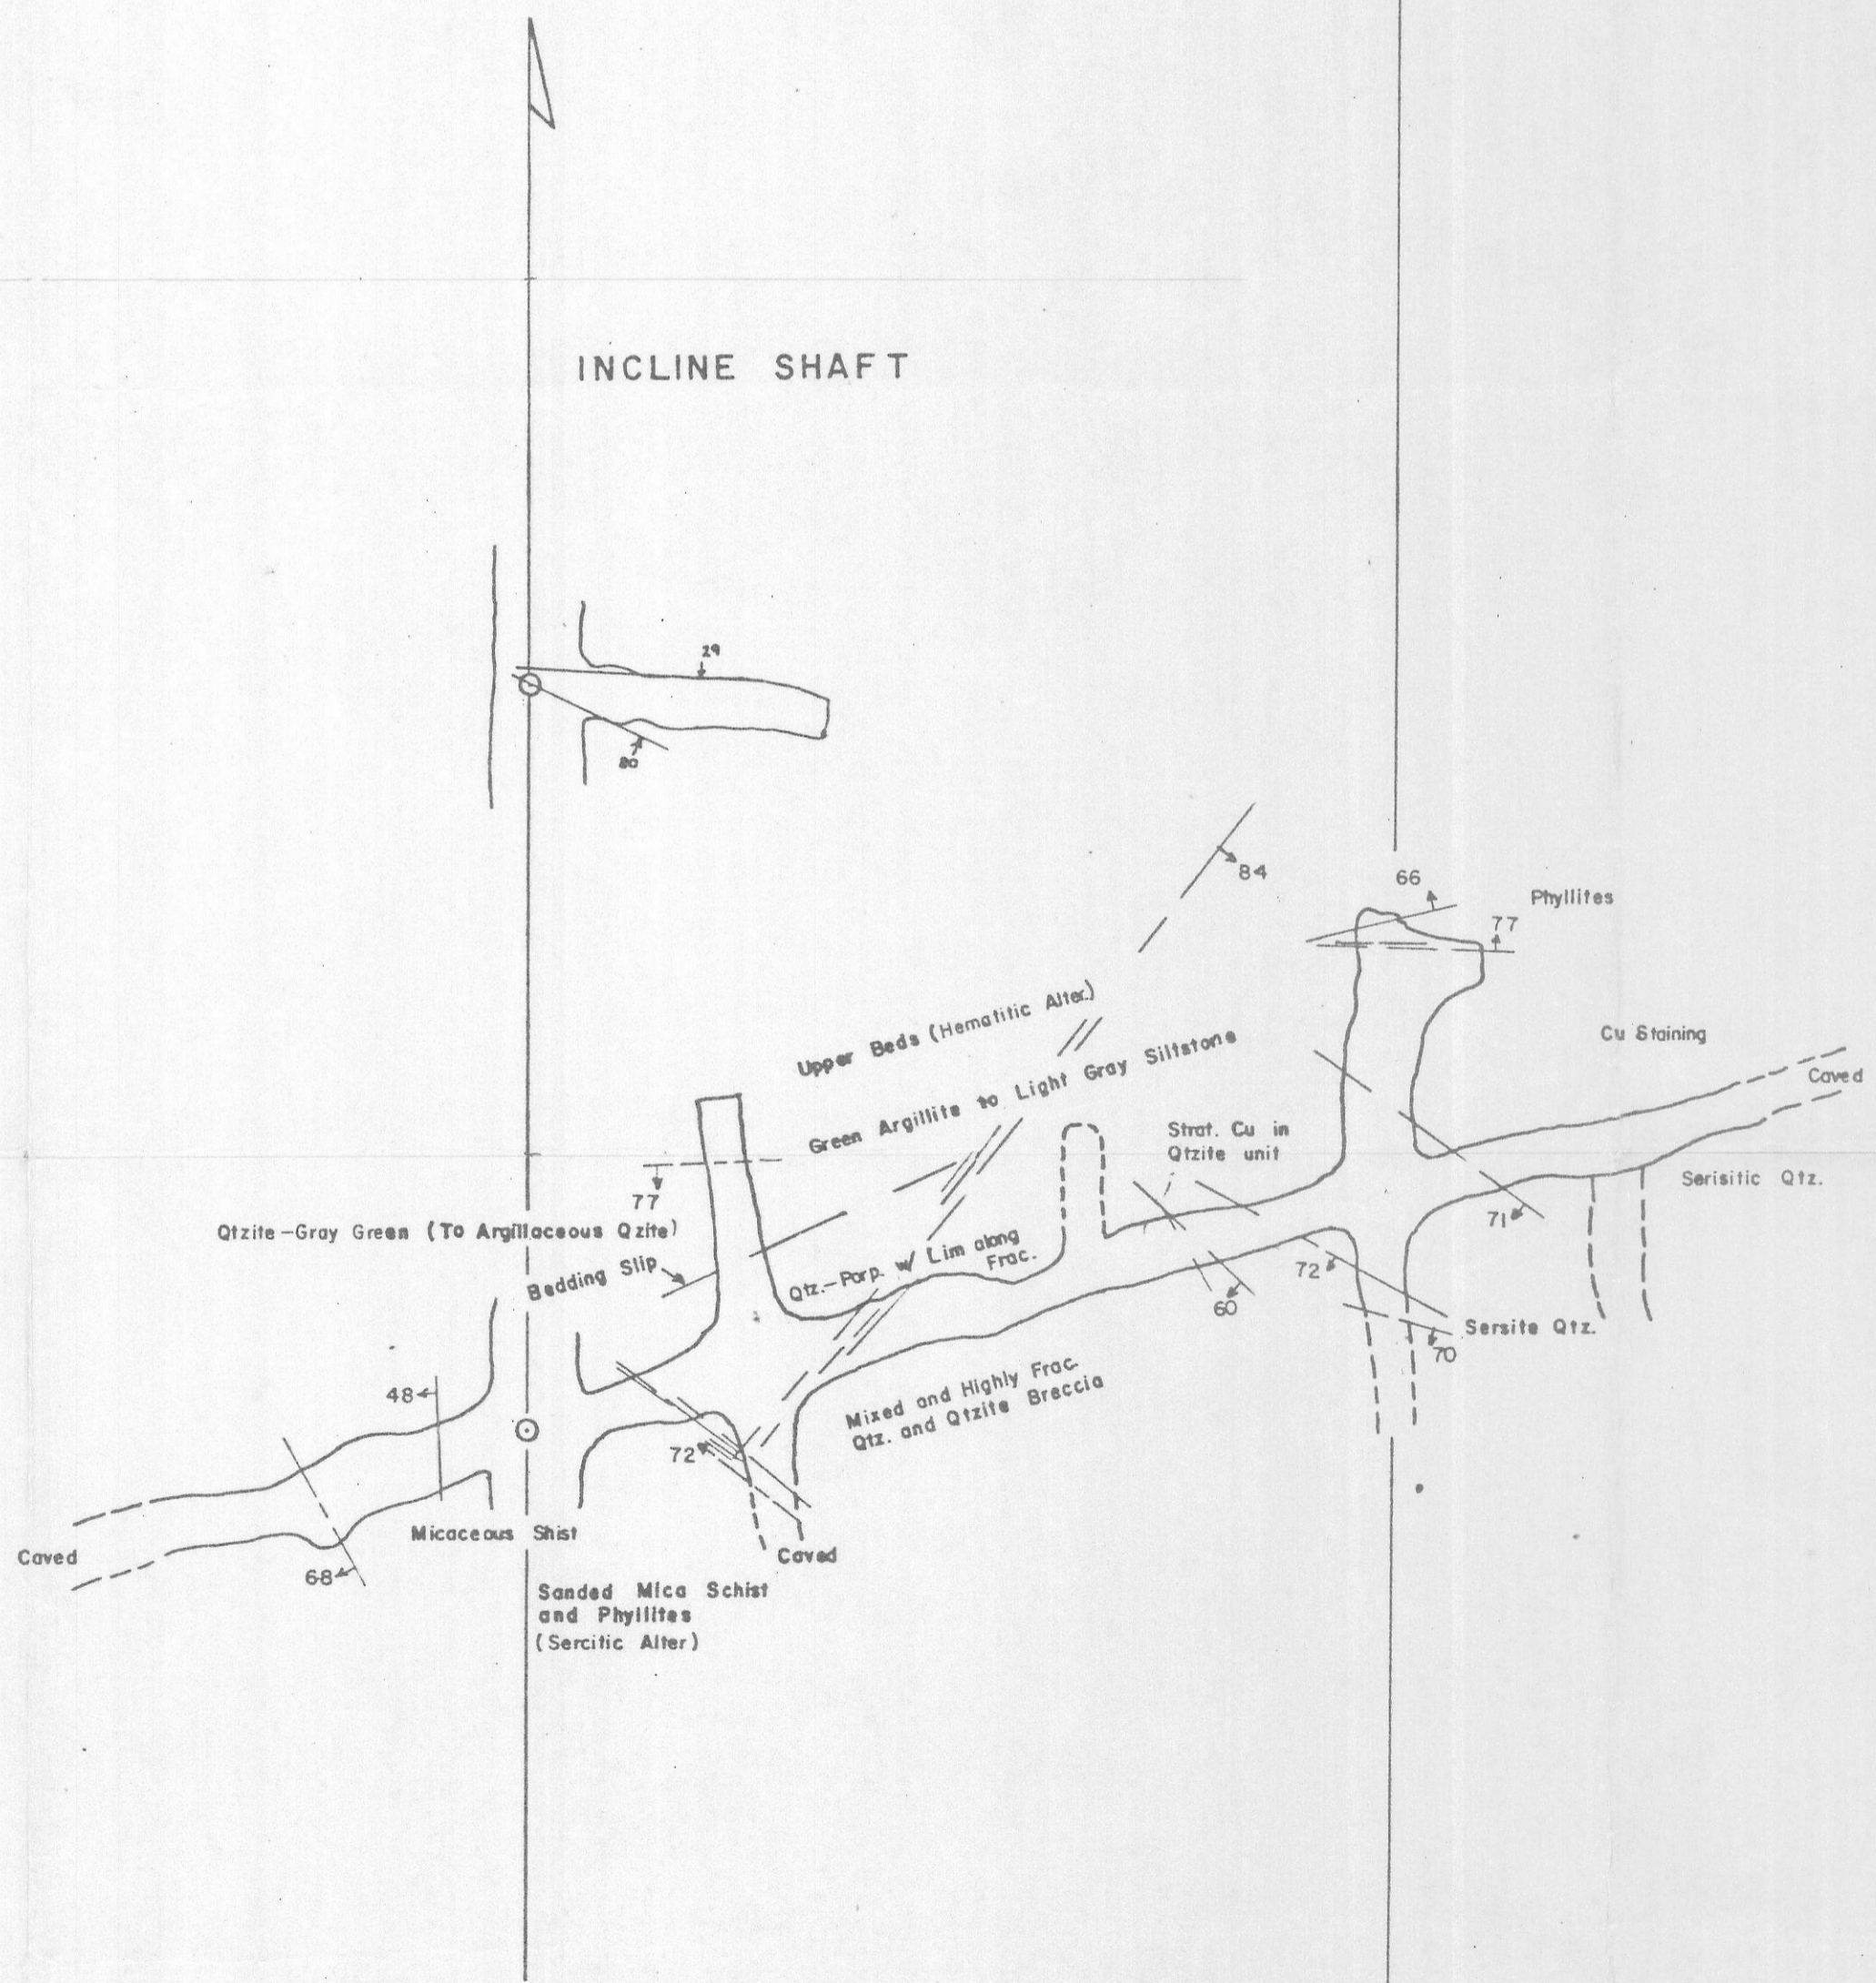 INCLINE SHAFT
29
80
84
66
Phyllites
77
Upper Beds (Hematitic Alter.)
Cu Staining
Green Argillite to Light Gray Siltstone
Caved
Strat. Cu in
Qtzite unit
Serisitic Qtz.
77
71
Qtzite-Gray Green (To Argillaceous Qzite)
Bedding Slip
Qtz.-Porp. w/ Lim along
Frac.
72
60
Sersite Qtz.
70
48
Mixed and Highly Frac.
Qtz. and Qtzite Breccia
72
Micaceous Shist
Caved
Caved
68
Sanded Mica Schist
and Phyllites
(Sercitic Alter)